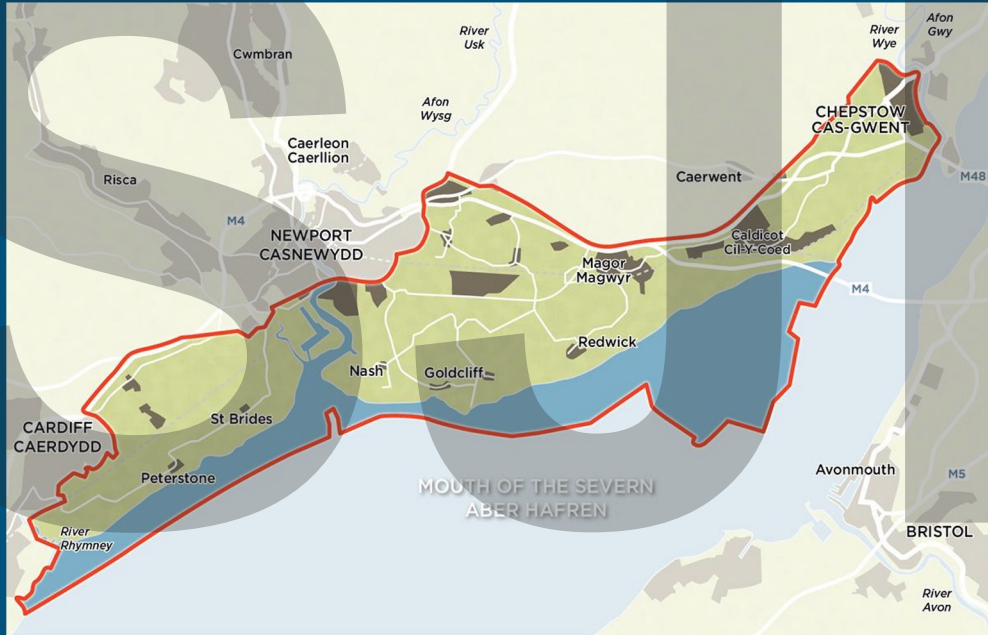 Cwmbran
River
Usk
River
Wye
Afon
Gwy
Afon
Wysg
CHEPSTOW
CAS-GWENT
Caerleon
Caerllion
Risca
Caerwent
M48
M4
NEWPORT
CASNEWYDD
Caldicot
Cil-Y-Coed
Magor
Magwyr
M4
Redwick
Nash
Goldcliff
St Brides
CARDIFF
CAERDYDD
Peterstone
Avonmouth
M5
MOUTH OF THE SEVERN
ABER HAFREN
River
Rhymney
BRISTOL
River
Avon